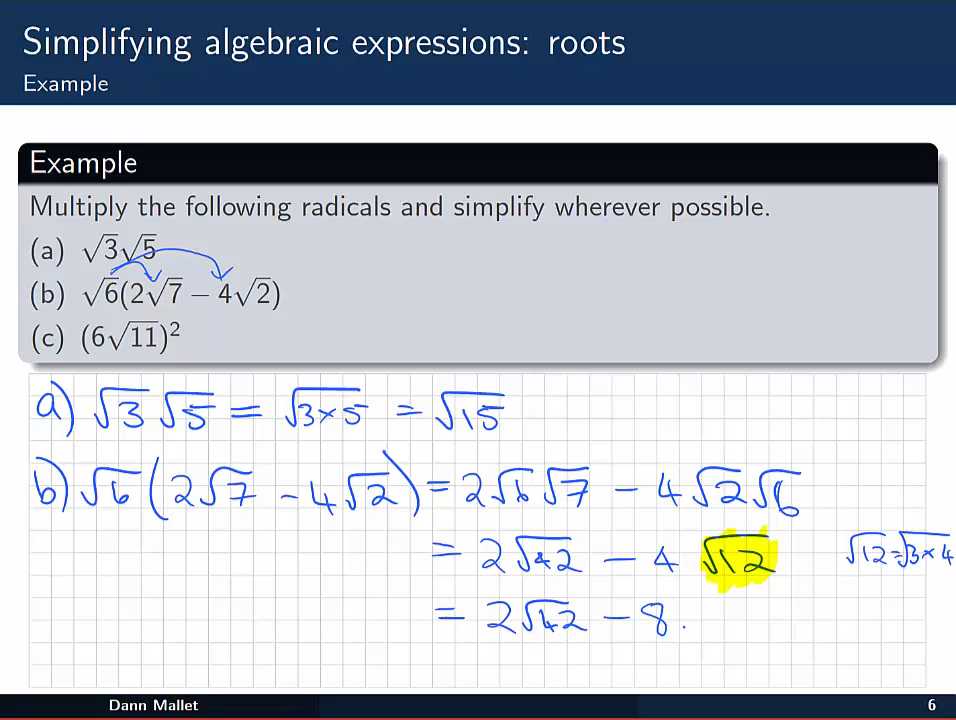 Simplifying algebraic expressions: roots
Example
Example
Multiply the following radicals and simplify wherever possible.
(a) √3√5
(b) √6(2√7 − 4√2)
(c) (6√11)²
a) √3 √5 = √3×5 = √15
b) √6 (2√7 − 4√2) = 2√6√7 − 4√2√6
= 2√42 − 4 √12
√12=√3×4
= 2√42 − 8.
Dann Mallet
6